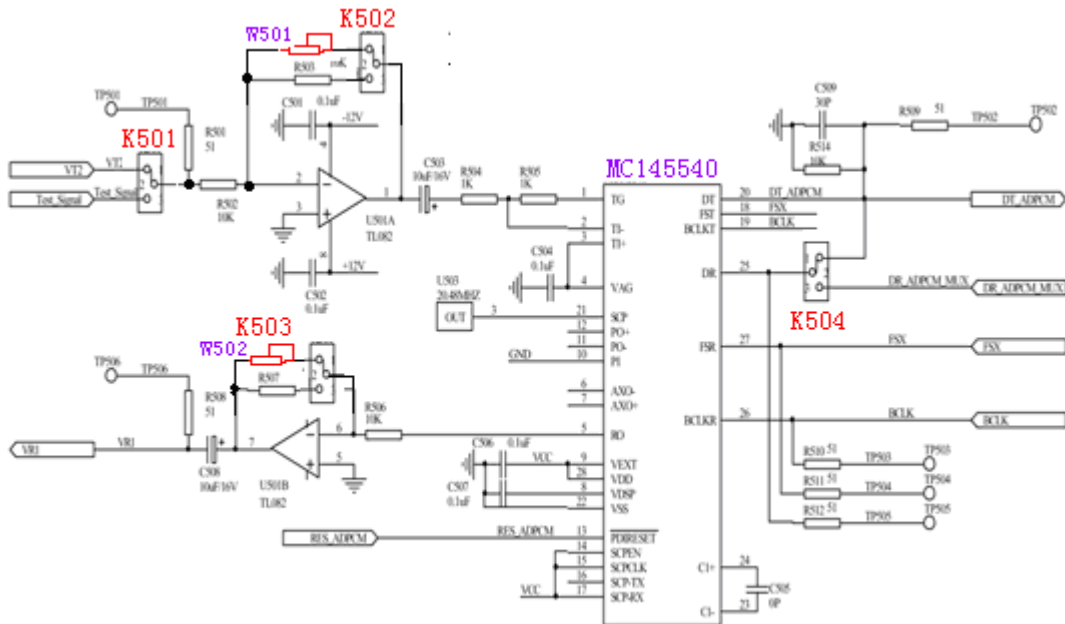 K502
W501
R503
C501
0.1uF
-12V
TP501
TP501
R501
51
K501
VT2
VT2
Test_Signal
Test_Signal
R502
10K
2
3
4
1
8
U501A
TL082
C503
10uF/16V
R504
1K
R505
1K
C502
0.1uF
+12V
C504
0.1uF
U503
20.48MHZ
OUT
3
GND
MC145540
1
TG
2
TI-
3
TI+
4
VAG
21
SCP
12
PO+
11
PO-
10
PI
6
AXO-
7
AXO+
5
RO
9
VEXT
28
VDD
8
VDSP
22
VSS
13
PDI/RESET
14
SCPEN
15
SCPCLK
16
SCP-TX
17
SCP-RX
DT
20
DT_ADPCM
DT_ADPCM
FST
18
FSX
BCLKT
19
BCLK
DR
25
DR_ADPCM_MUX
DR_ADPCM_MUX
K504
FSR
27
FSX
FSX
BCLKR
26
BCLK
BCLK
C1+
24
C1-
23
C505
0P
C509
30P
R514
10K
R509
51
TP502
TP502
R510
51
TP503
TP503
R511
51
TP504
TP504
R512
51
TP505
TP505
K503
W502
R507
TP506
TP506
R508
51
VR1
VR1
C508
10uF/16V
7
6
5
U501B
TL082
R506
10K
C506
0.1uF
C507
0.1uF
VCC
RES_ADPCM
RES_ADPCM
VCC